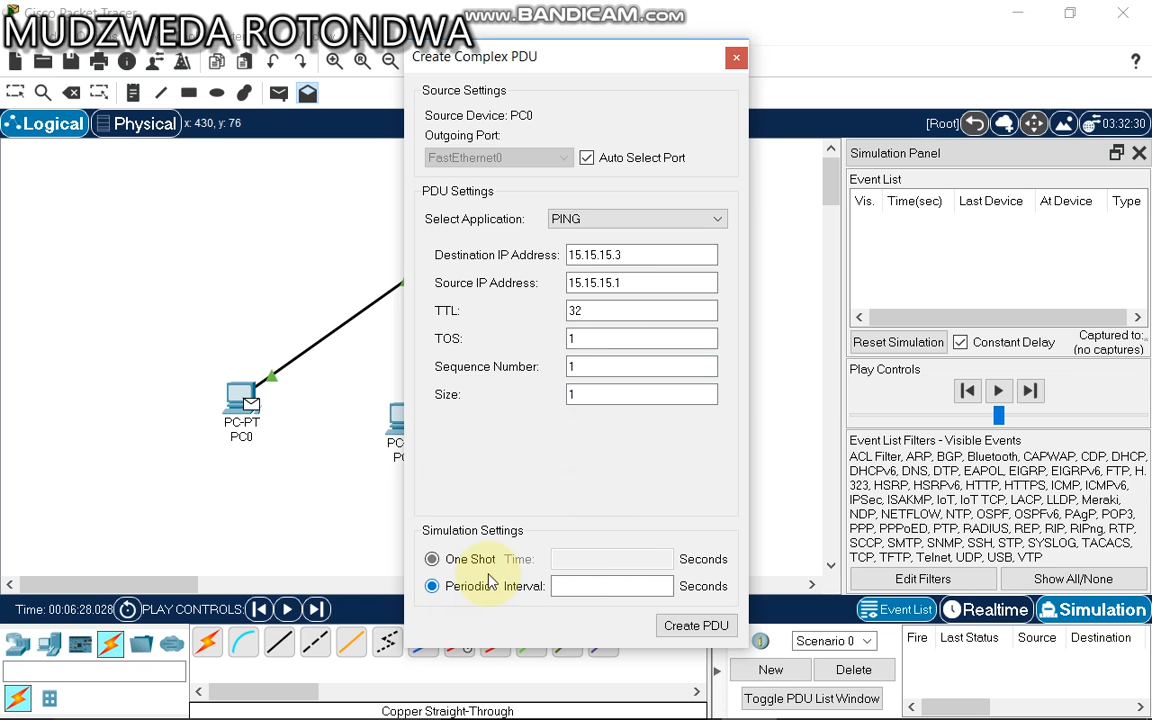 Cisco Packet Tracer
www.BANDICAM.com
MUDZWEDA ROTONDWA
Create Complex PDU
Source Settings
Source Device: PC0
Outgoing Port:
FastEthernet0
Auto Select Port
PDU Settings
Select Application:
PING
Destination IP Address:
15.15.15.3
Source IP Address:
15.15.15.1
TTL:
32
TOS:
1
Sequence Number:
1
Size:
1
Simulation Settings
One Shot Time:
Seconds
Periodic Interval:
Seconds
Create PDU
Logical
Physical
x: 430, y: 76
[Root]
03:32:30
PC-PT
PC0
Simulation Panel
Event List
Vis. Time(sec) Last Device At Device Type
Reset Simulation
Constant Delay
Captured to:
(no captures)
Play Controls
Event List Filters - Visible Events
ACL Filter, ARP, BGP, Bluetooth, CAPWAP, CDP, DHCP,
DHCPv6, DNS, DTP, EAPOL, EIGRP, EIGRPv6, FTP, H.
323, HSRP, HSRPv6, HTTP, HTTPS, ICMP, ICMPv6,
IPSec, ISAKMP, IoT, IoT TCP, LACP, LLDP, Meraki,
NDP, NETFLOW, NTP, OSPF, OSPFv6, PAgP, POP3,
PPP, PPPoED, PTP, RADIUS, REP, RIP, RIPng, RTP,
SCCP, SMTP, SNMP, SSH, STP, SYSLOG, TACACS,
TCP, TFTP, Telnet, UDP, USB, VTP
Edit Filters
Show All/None
Time: 00:06:28.028
PLAY CONTROLS:
Event List
Realtime
Simulation
Scenario 0
Fire Last Status Source Destination
New
Delete
Toggle PDU List Window
Copper Straight-Through